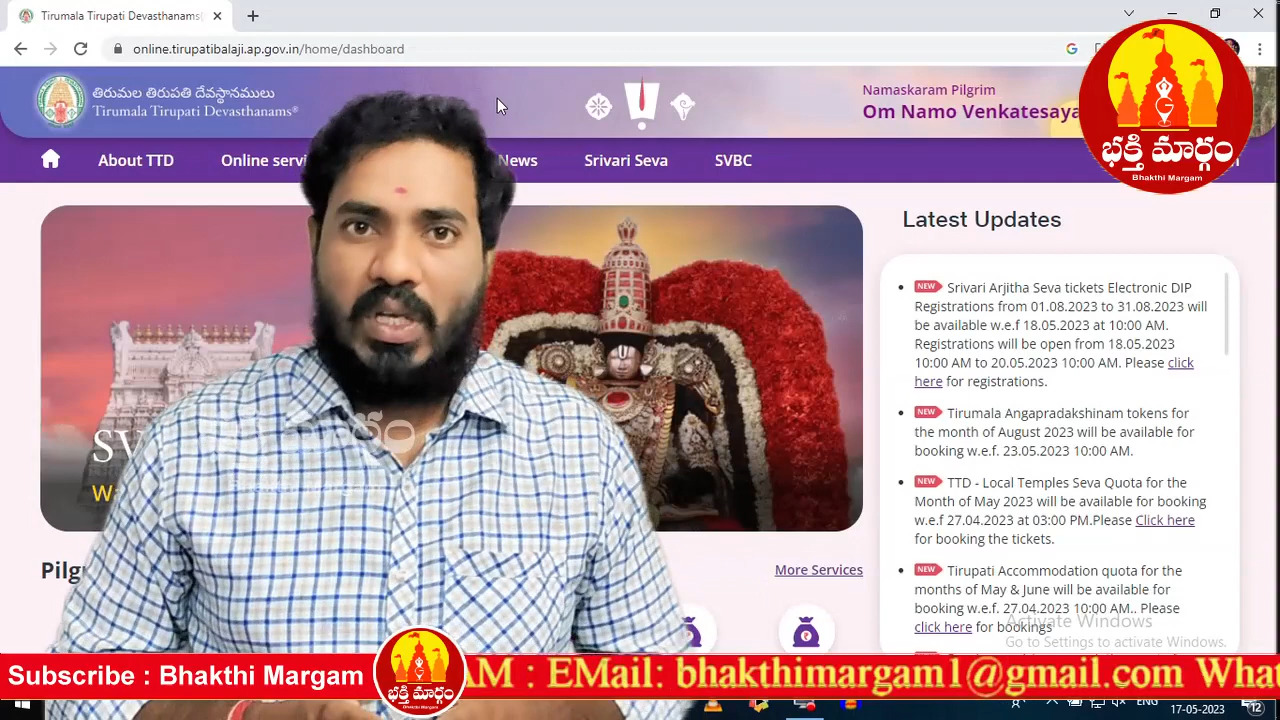 Tirumala Tirupati Devasthanams
online.tirupatibalaji.ap.gov.in/home/dashboard
తిరుమల తిరుపతి దేవస్థానములు
Tirumala Tirupati Devasthanams®
Namaskaram Pilgrim
Om Namo Venkatesaya
భక్తి మార్గం
Bhakthi Margam
About TTD
Online servi
News
Srivari Seva
SVBC
Latest Updates
NEW Srivari Arjitha Seva tickets Electronic DIP
Registrations from 01.08.2023 to 31.08.2023 will
be available w.e.f 18.05.2023 at 10:00 AM.
Registrations will be open from 18.05.2023
10:00 AM to 20.05.2023 10:00 AM. Please click
here for registrations.
NEW Tirumala Angapradakshinam tokens for
the month of August 2023 will be available for
booking w.e.f. 23.05.2023 10:00 AM.
NEW TTD - Local Temples Seva Quota for the
Month of May 2023 will be available for booking
w.e.f 27.04.2023 at 03:00 PM.Please Click here
for booking the tickets.
NEW Tirupati Accommodation quota for the
months of May & June will be available for
booking w.e.f. 27.04.2023 10:00 AM.. Please
click here for bookings
SV
Pilg
More Services
Activate Windows
Go to Settings to activate Windows.
Subscribe : Bhakthi Margam
భక్తి మార్గం
Bhakthi Margam
AM : EMail: bhakthimargam1@gmail.com Wha
ENG
17-05-2023
12